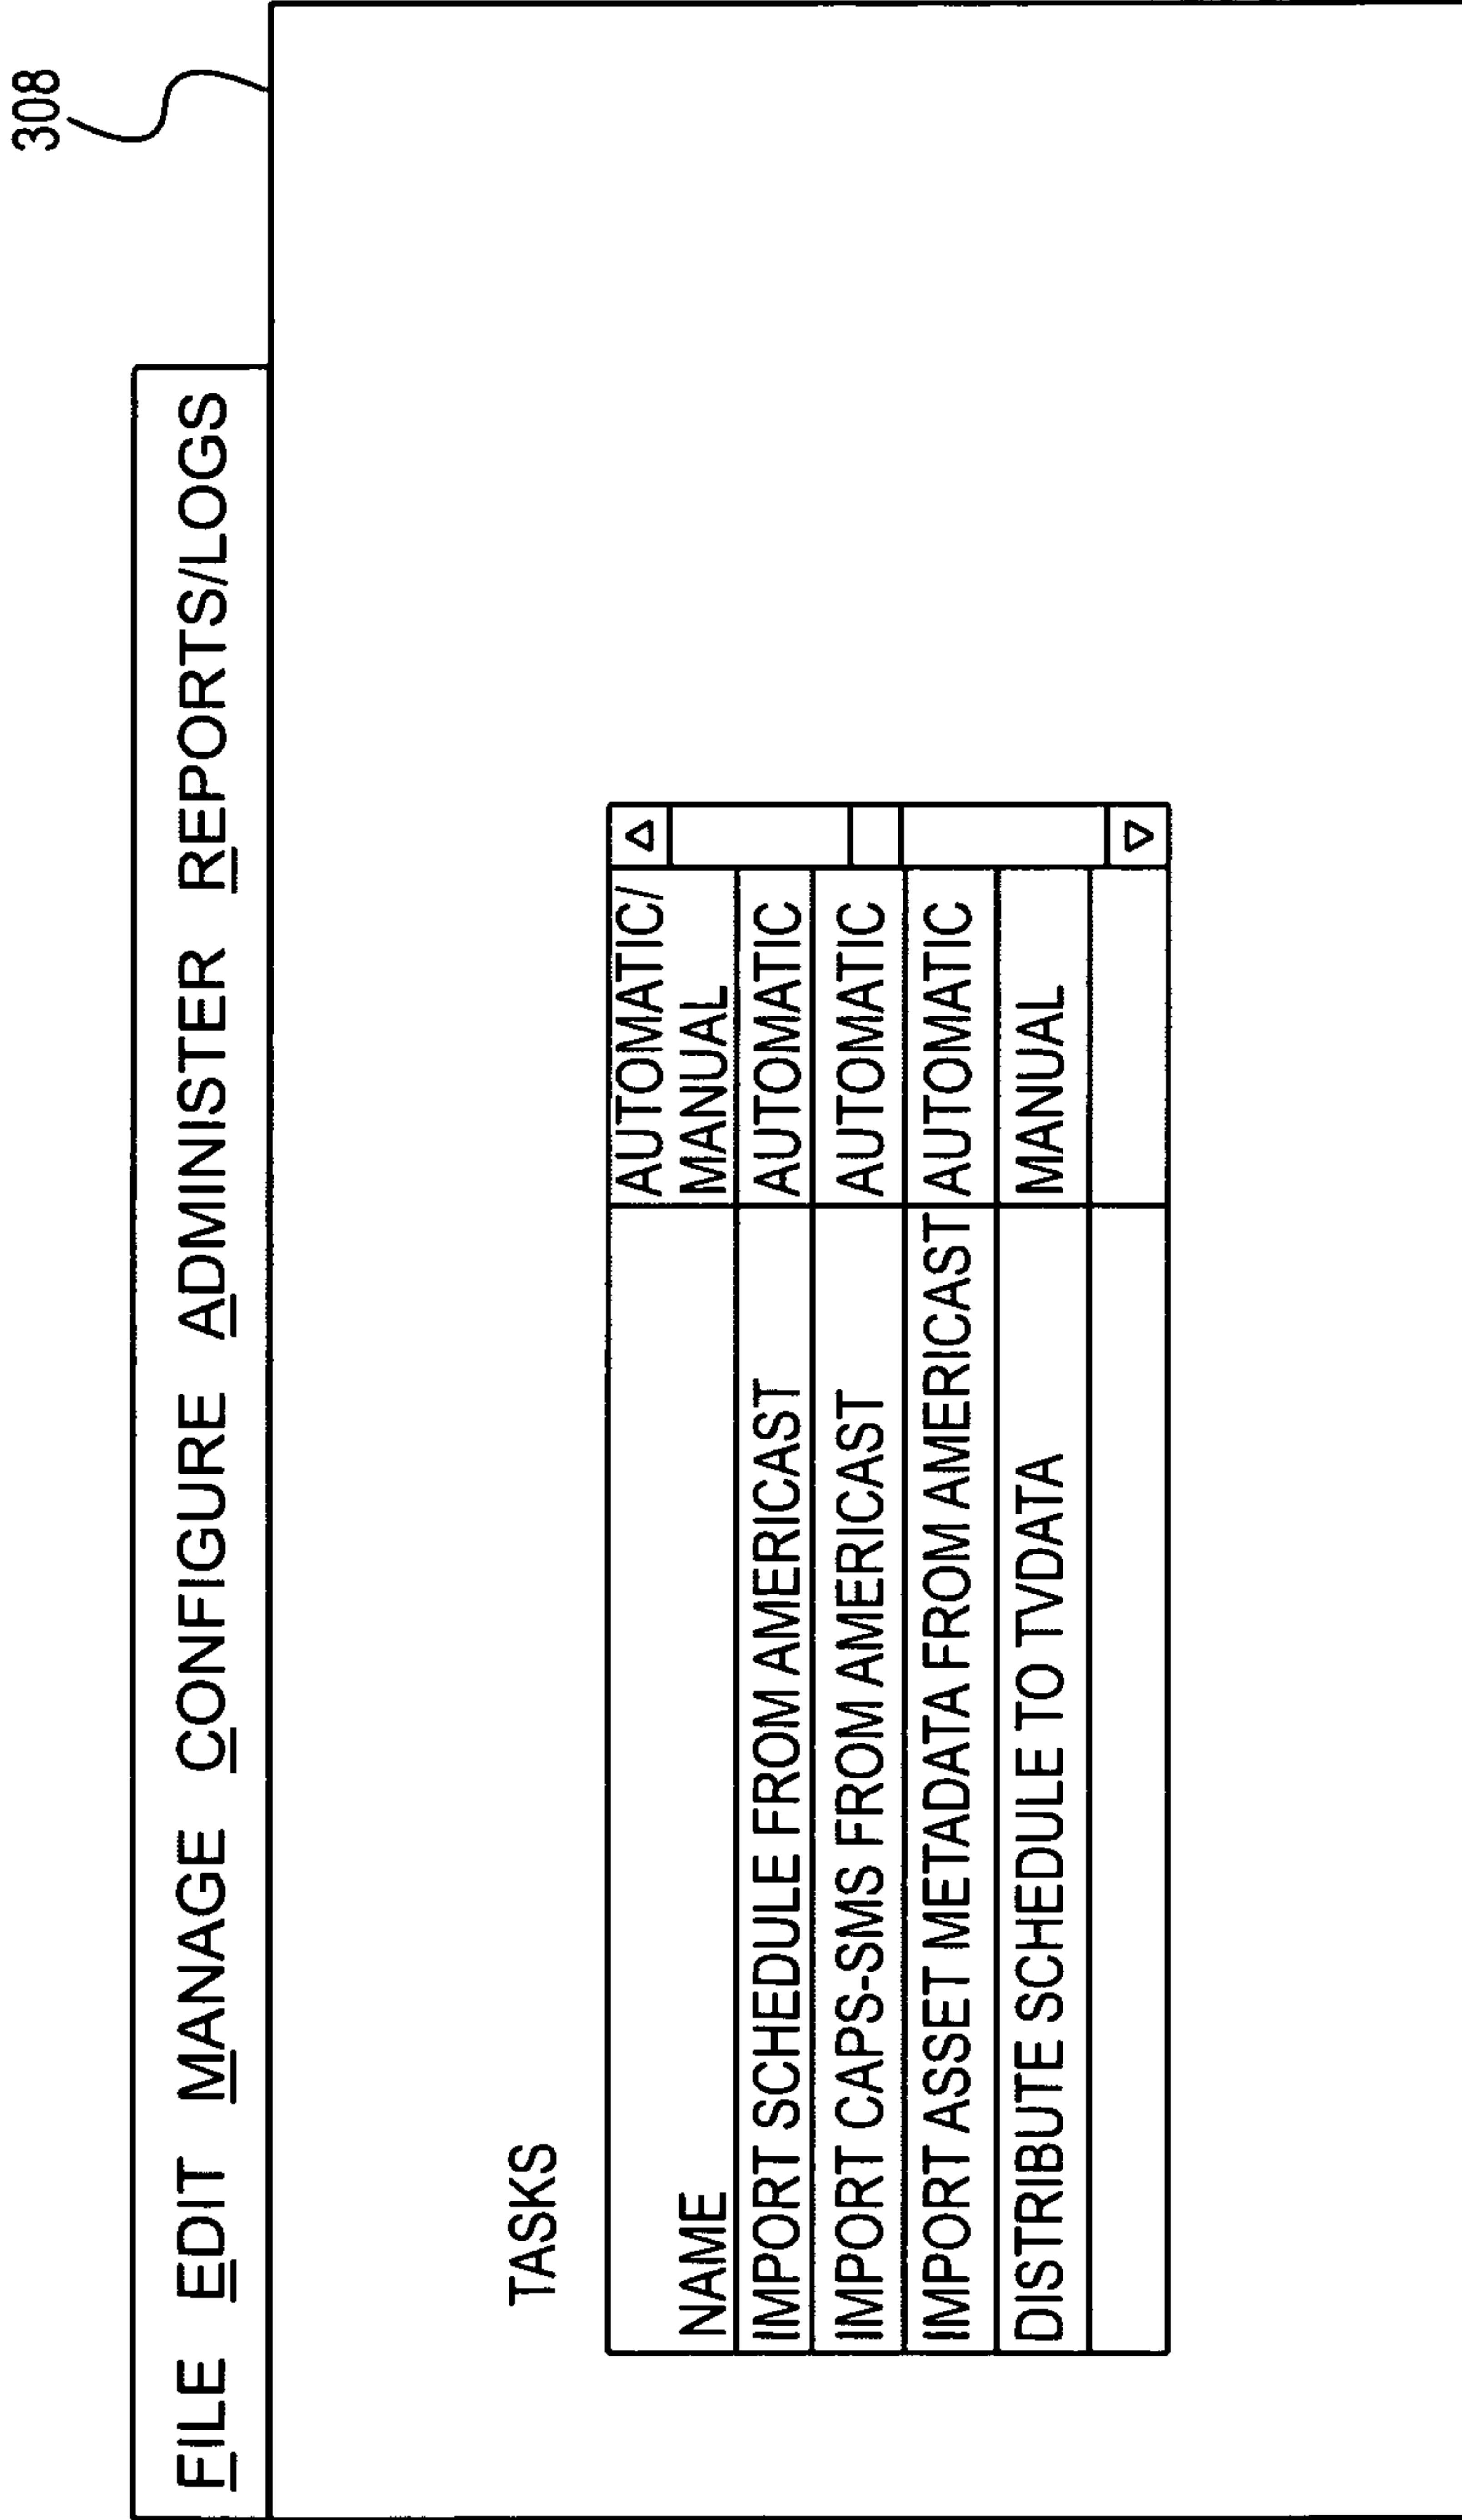 308
FILE EDIT MANAGE CONFIGURE ADMINISTER REPORTS/LOGS
TASKS
NAME AUTOMATIC/
MANUAL
IMPORT SCHEDULE FROM AMERICAST AUTOMATIC
IMPORT CAPS-SMS FROM AMERICAST AUTOMATIC
IMPORT ASSET METADATA FROM AMERICAST AUTOMATIC
DISTRIBUTE SCHEDULE TO TVDATA MANUAL